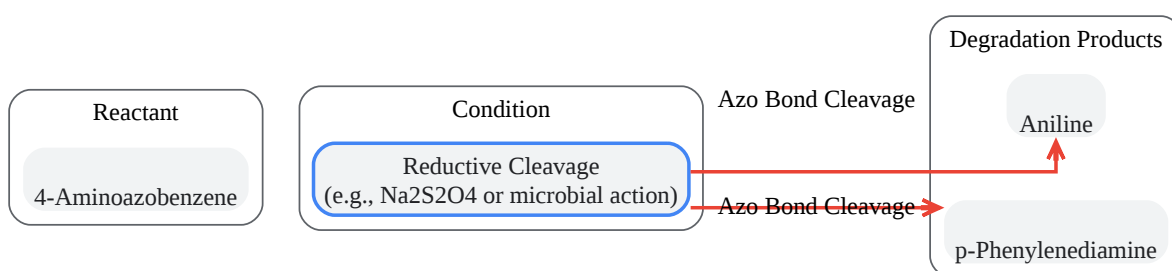 Reactant
4-Aminoazobenzene
Condition
Reductive Cleavage
(e.g., Na2S2O4 or microbial action)
Azo Bond Cleavage
Azo Bond Cleavage
Degradation Products
Aniline
p-Phenylenediamine